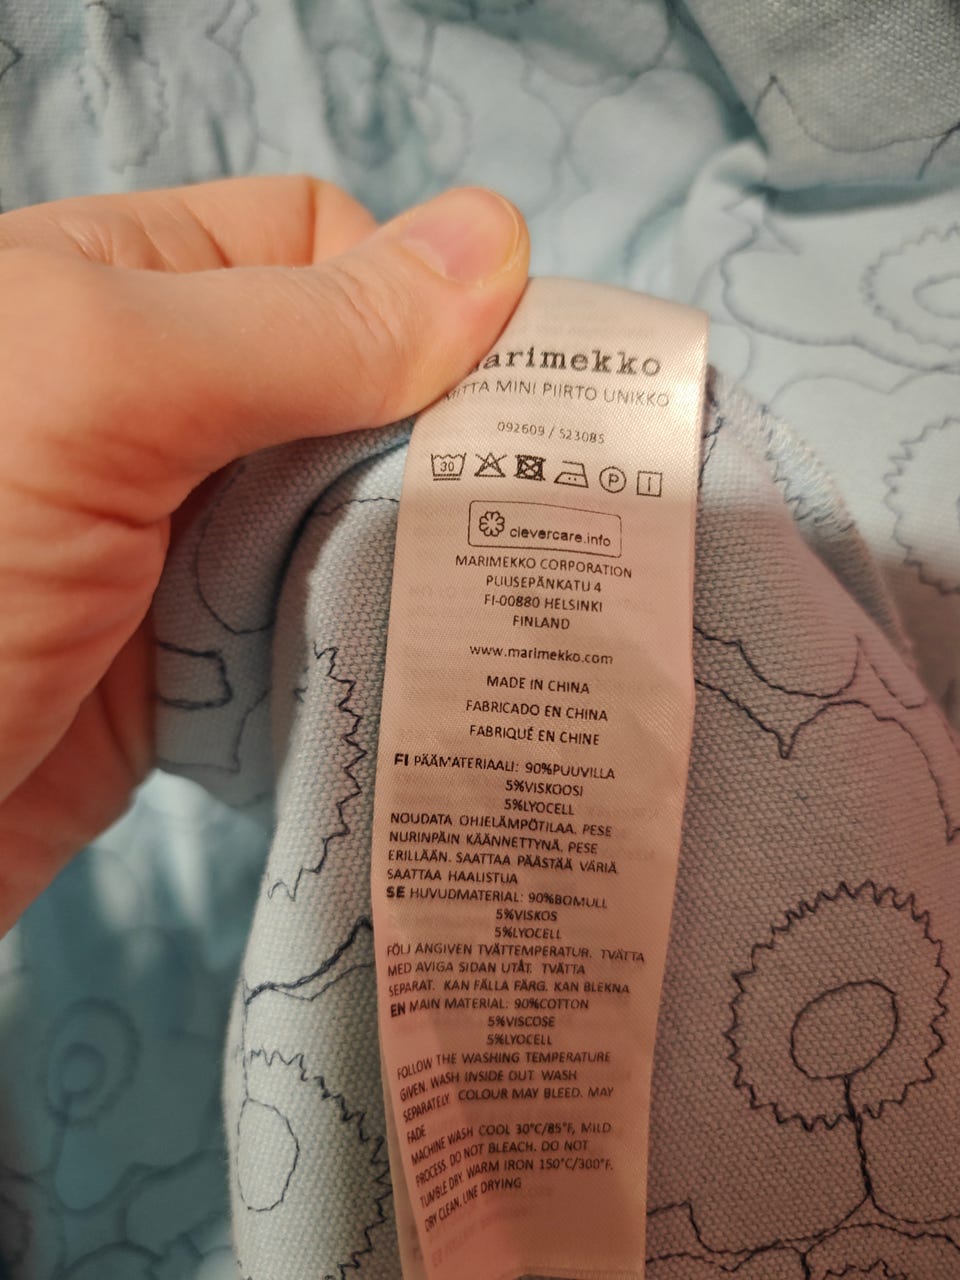 arimekko
MITTA MINI PIIRTO UNIKKO
092609 / 523085
30 P
clevercare.info
MARIMEKKO CORPORATION
PUUSEPÄNKATU 4
FI-00880 HELSINKI
FINLAND
www.marimekko.com
MADE IN CHINA
FABRICADO EN CHINA
FABRIQUÉ EN CHINE
FI PÄÄMATERIAALI: 90%PUUVILLA
5%VISKOOSI
5%LYOCELL
NOUDATA OHJELÄMPÖTILAA. PESE
NURINPÄIN KÄÄNNETTYNÄ. PESE
ERILLÄÄN. SAATTAA PÄÄSTÄÄ VÄRIÄ
SAATTAA HAALISTUA
SE HUVUDMATERIAL: 90%BOMULL
5%VISKOS
5%LYOCELL
FÖLJ ANGIVEN TVÄTTEMPERATUR. TVÄTTA
MED AVIGA SIDAN UTÅT. TVÄTTA
SEPARAT. KAN FÄLLA FÄRG. KAN BLEKNA
EN MAIN MATERIAL: 90%COTTON
5%VISCOSE
5%LYOCELL
FOLLOW THE WASHING TEMPERATURE
GIVEN. WASH INSIDE OUT WASH
SEPARATELY. COLOUR MAY BLEED. MAY
FADE
MACHINE WASH COOL 30°C/85°F, MILD
PROCESS. DO NOT BLEACH. DO NOT
TUMBLE DRY. WARM IRON 150°C/300°F.
DRY CLEAN, LINE DRYING